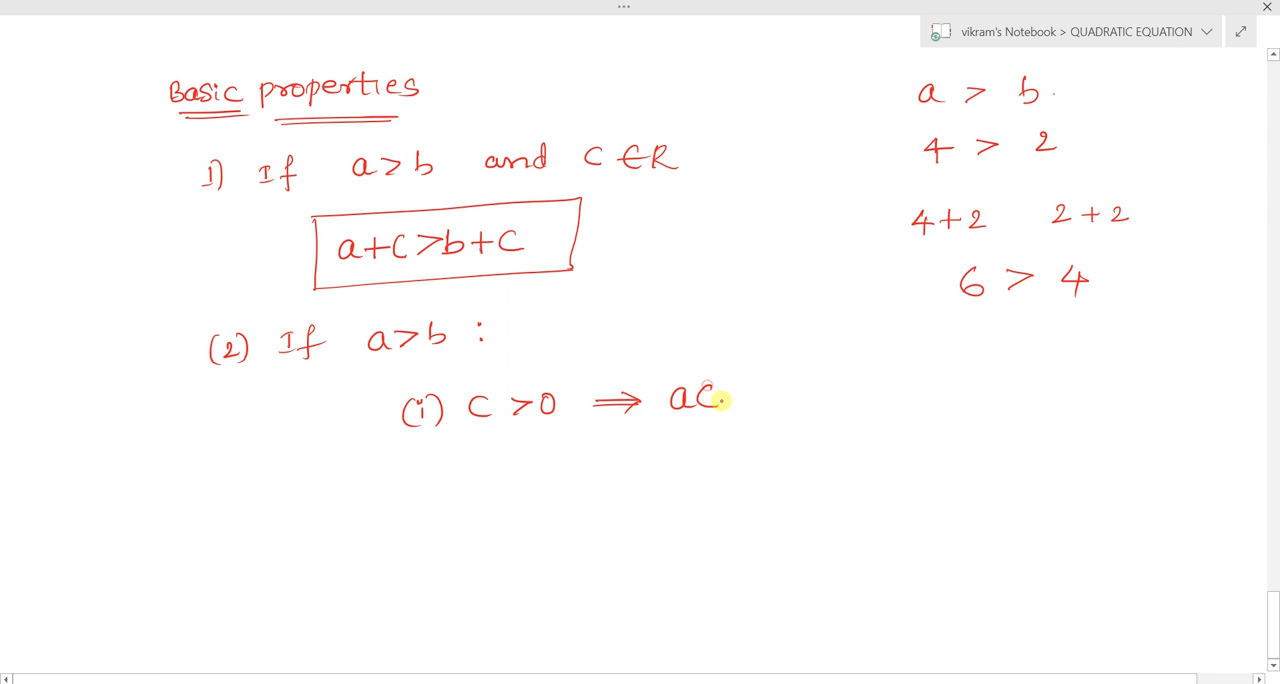 vikram's Notebook > QUADRATIC EQUATION
Basic properties
1) If a>b and C ∈ R
a+C>b+C
(2) If a>b :
(i) C >0 ⟹ aC
a > b
4 > 2
4+2 2+2
6 > 4